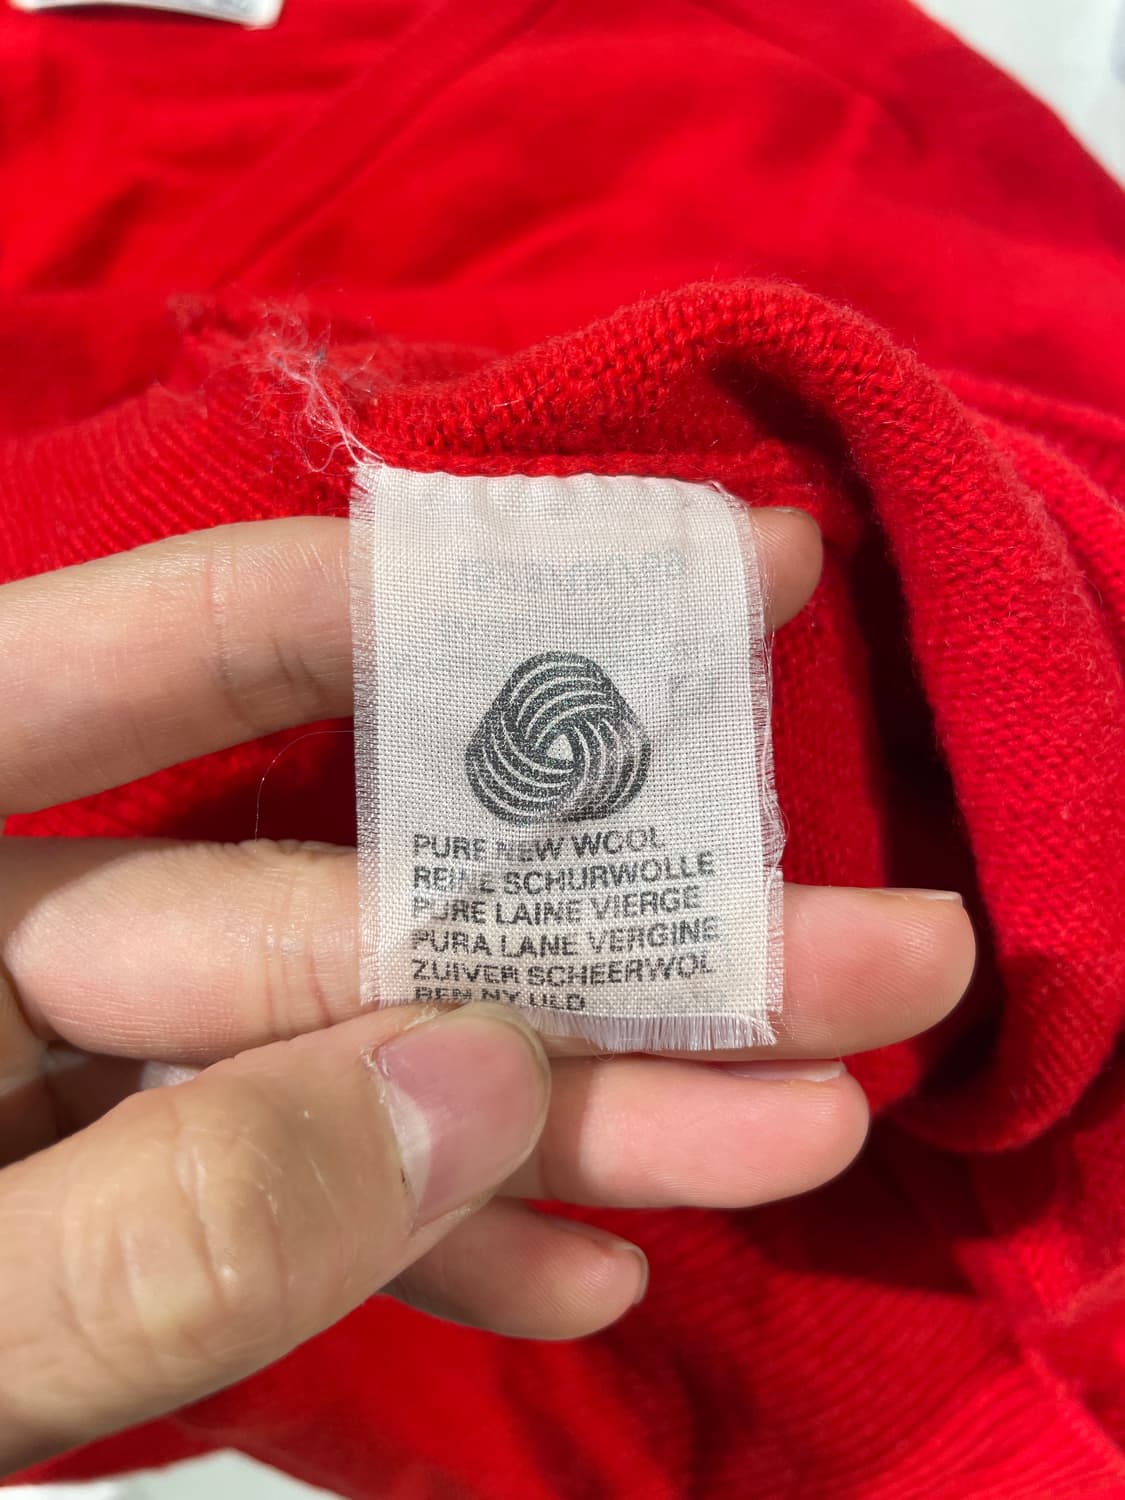 PURE NEW WOOL
REINE SCHURWOLLE
PURE LAINE VIERGE
PURA LANE VERGINE
ZUIVER SCHEERWOL
REN NY ULD